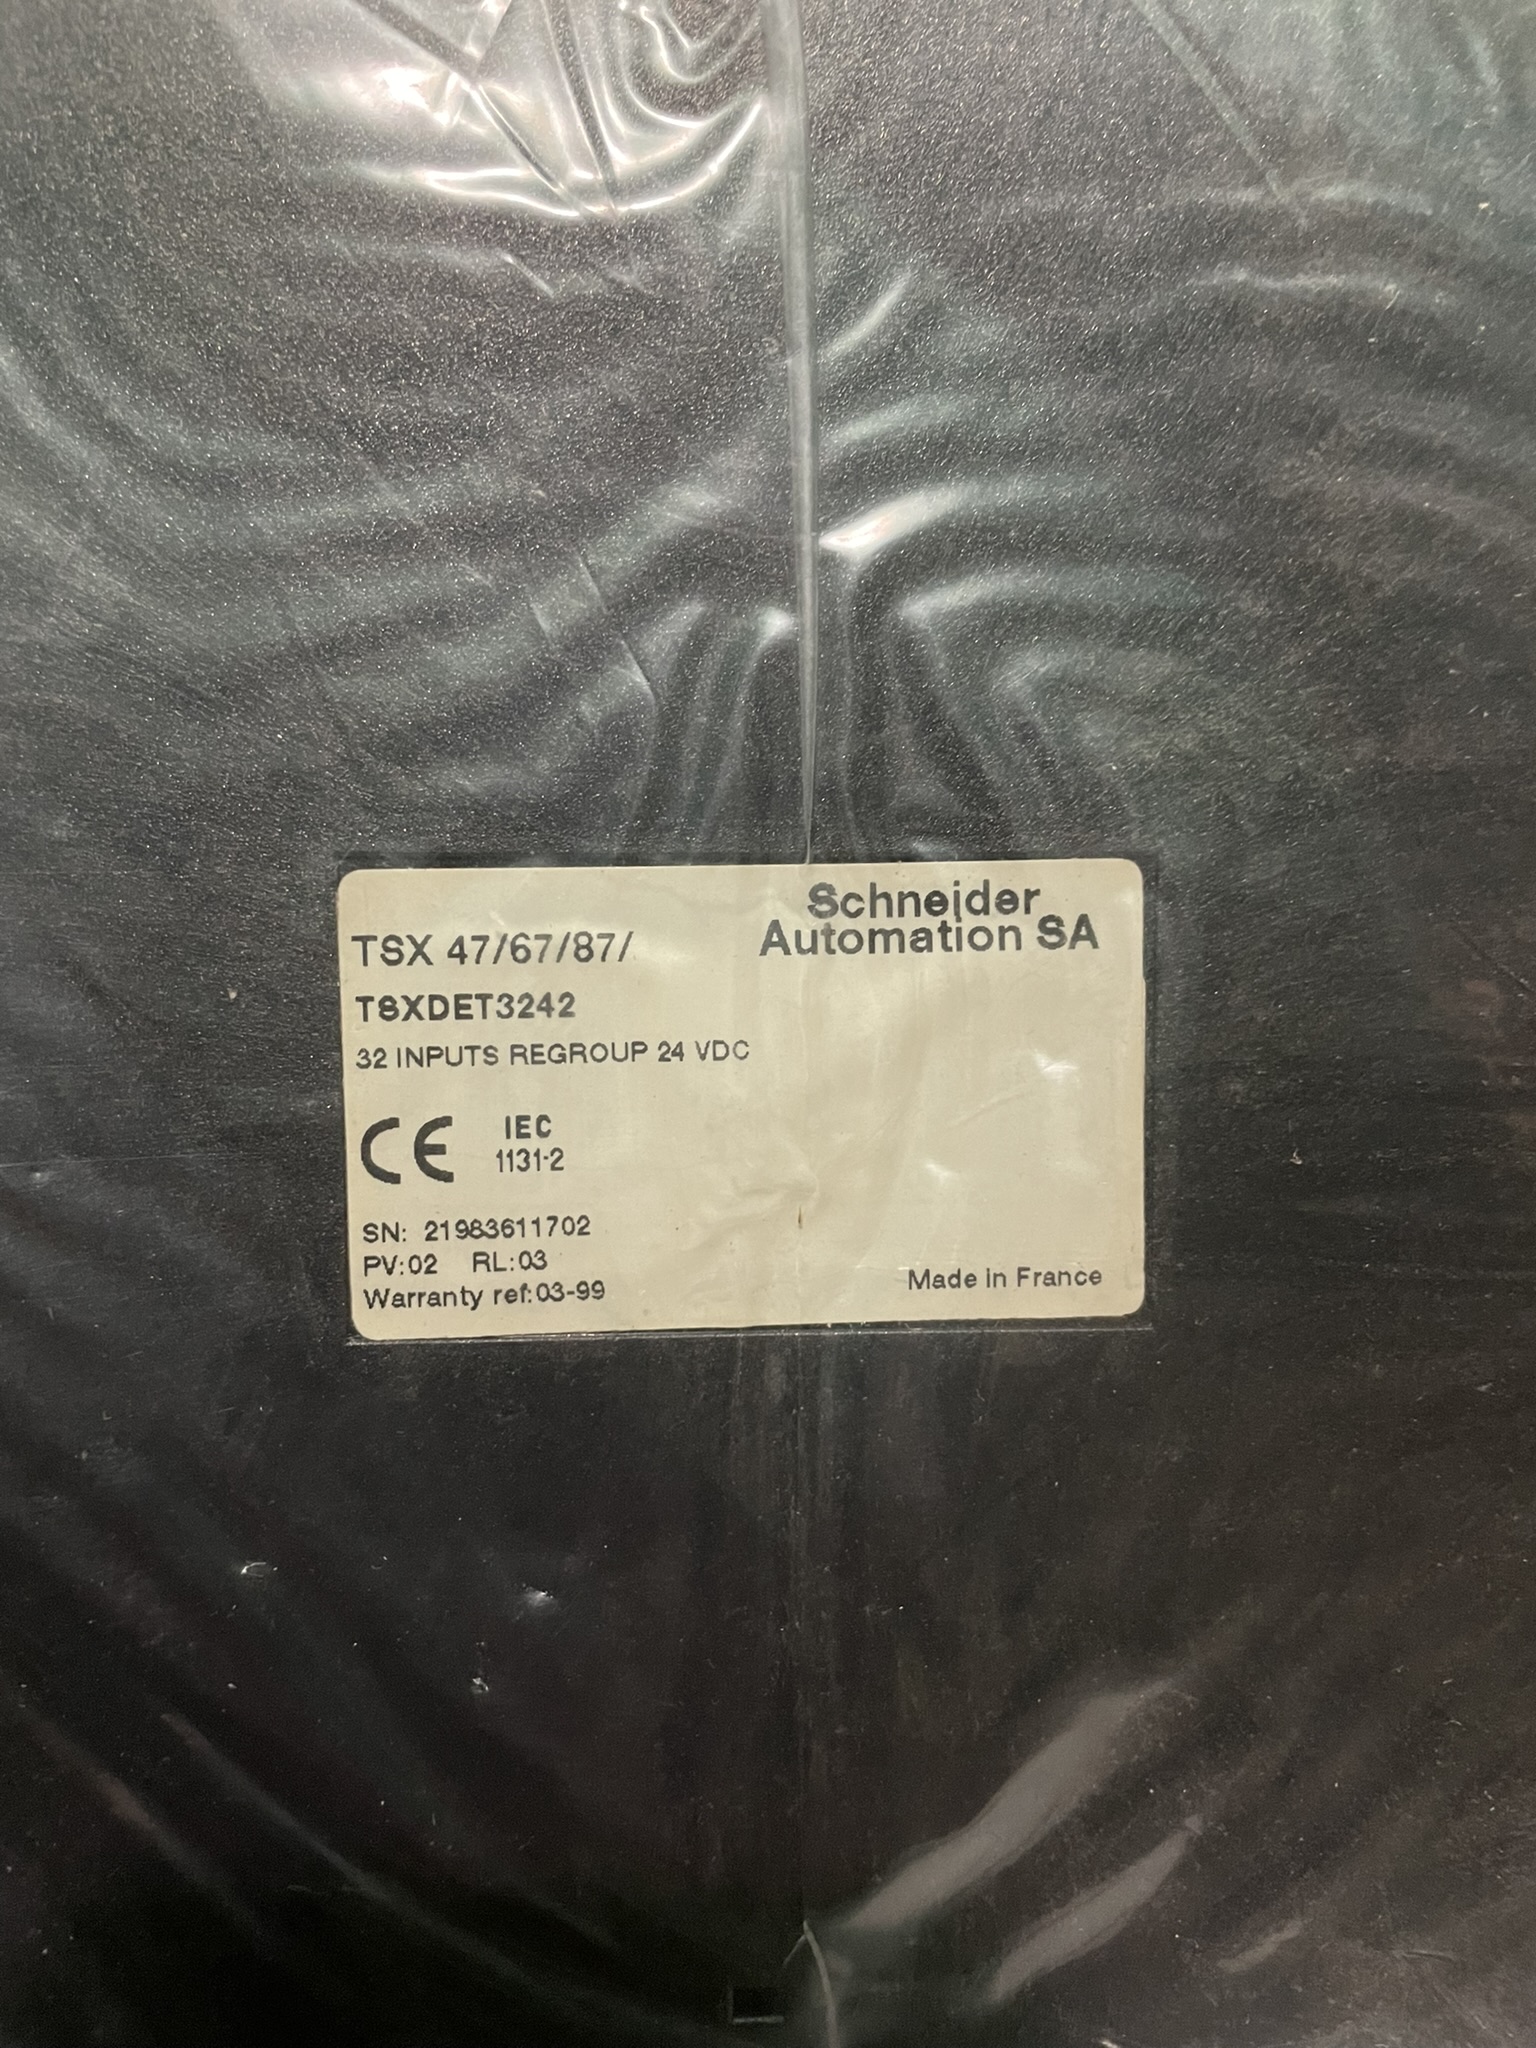 Schneider
Automation SA
TSX 47/67/87/
TSXDET3242
32 INPUTS REGROUP 24 VDC
CE
IEC
1131-2
SN: 21983611702
PV:02 RL:03
Warranty ref:03-99
Made in France